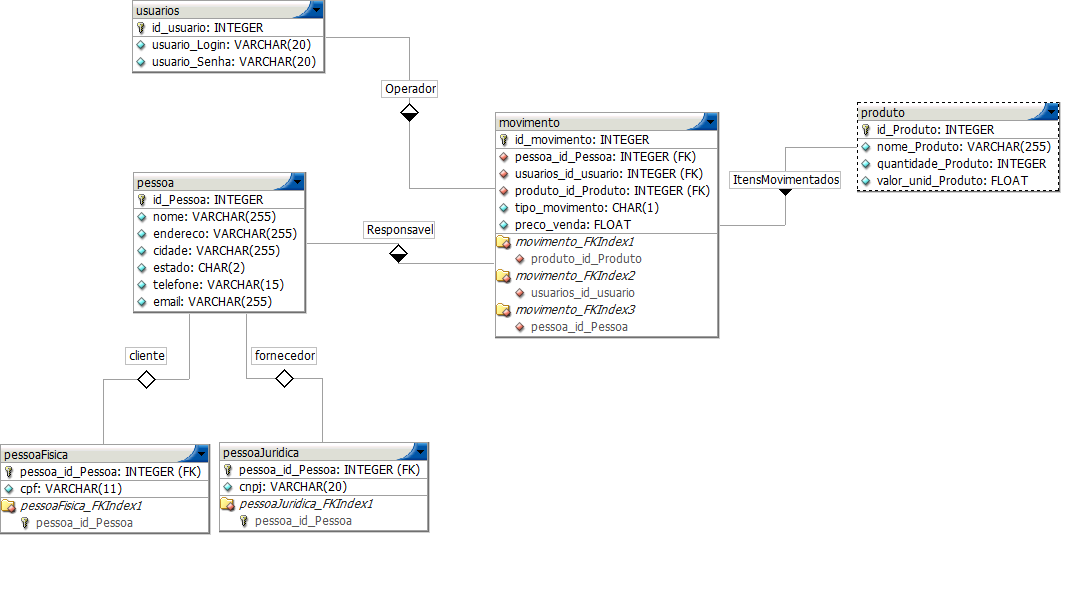 usuarios
id_usuario: INTEGER
usuario_Login: VARCHAR(20)
usuario_Senha: VARCHAR(20)
Operador
movimento
id_movimento: INTEGER
pessoa_id_Pessoa: INTEGER (FK)
usuarios_id_usuario: INTEGER (FK)
produto_id_Produto: INTEGER (FK)
tipo_movimento: CHAR(1)
preco_venda: FLOAT
movimento_FKIndex1
produto_id_Produto
movimento_FKIndex2
usuarios_id_usuario
movimento_FKIndex3
pessoa_id_Pessoa
produto
id_Produto: INTEGER
nome_Produto: VARCHAR(255)
quantidade_Produto: INTEGER
valor_unid_Produto: FLOAT
ItensMovimentados
pessoa
id_Pessoa: INTEGER
nome: VARCHAR(255)
endereco: VARCHAR(255)
cidade: VARCHAR(255)
estado: CHAR(2)
telefone: VARCHAR(15)
email: VARCHAR(255)
Responsavel
cliente
fornecedor
pessoaFisica
pessoa_id_Pessoa: INTEGER (FK)
cpf: VARCHAR(11)
pessoaFisica_FKIndex1
pessoa_id_Pessoa
pessoaJuridica
pessoa_id_Pessoa: INTEGER (FK)
cnpj: VARCHAR(20)
pessoaJuridica_FKIndex1
pessoa_id_Pessoa